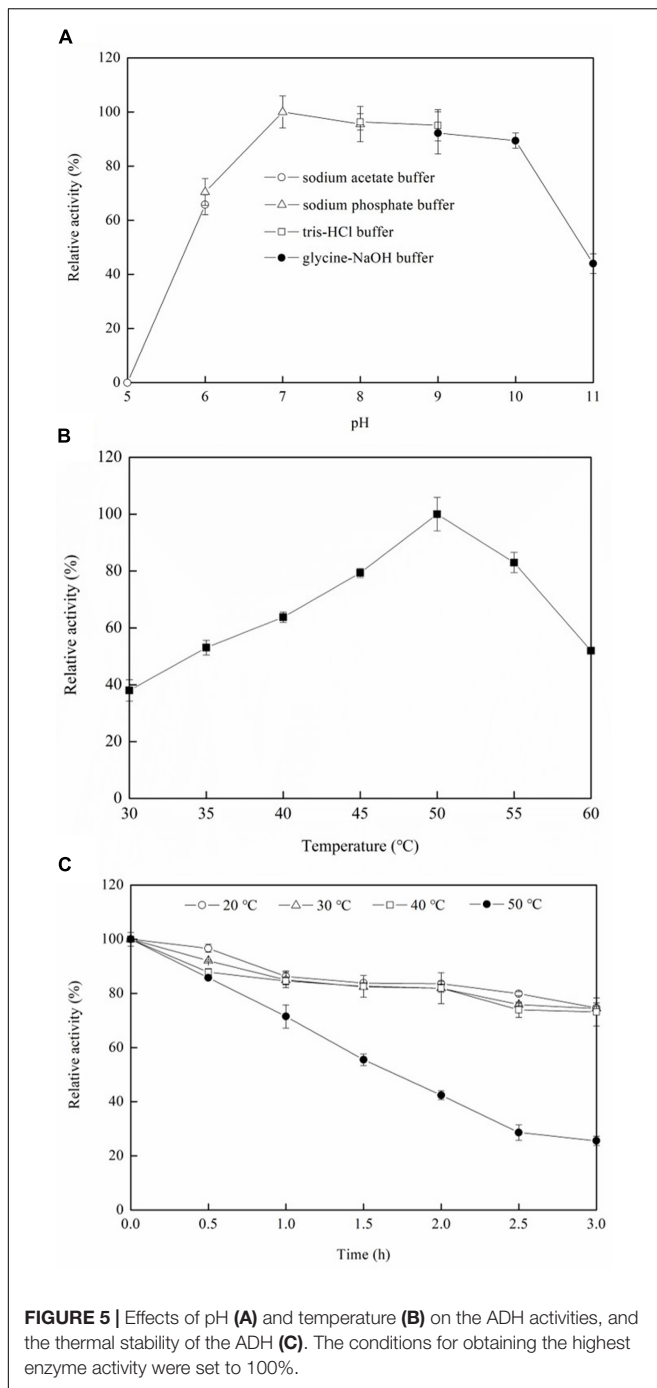 A
120
100
80
60
40
20
0
Relative activity (%)
sodium acetate buffer
sodium phosphate buffer
tris-HCl buffer
glycine-NaOH buffer
5 6 7 8 9 10 11
pH
B
120
100
80
60
40
20
0
Relative activity (%)
30 35 40 45 50 55 60
Temperature (°C)
C
120
100
80
60
40
20
0
Relative activity (%)
20 °C 30 °C 40 °C 50 °C
0.0 0.5 1.0 1.5 2.0 2.5 3.0
Time (h)
FIGURE 5 | Effects of pH (A) and temperature (B) on the ADH activities, and
the thermal stability of the ADH (C). The conditions for obtaining the highest
enzyme activity were set to 100%.